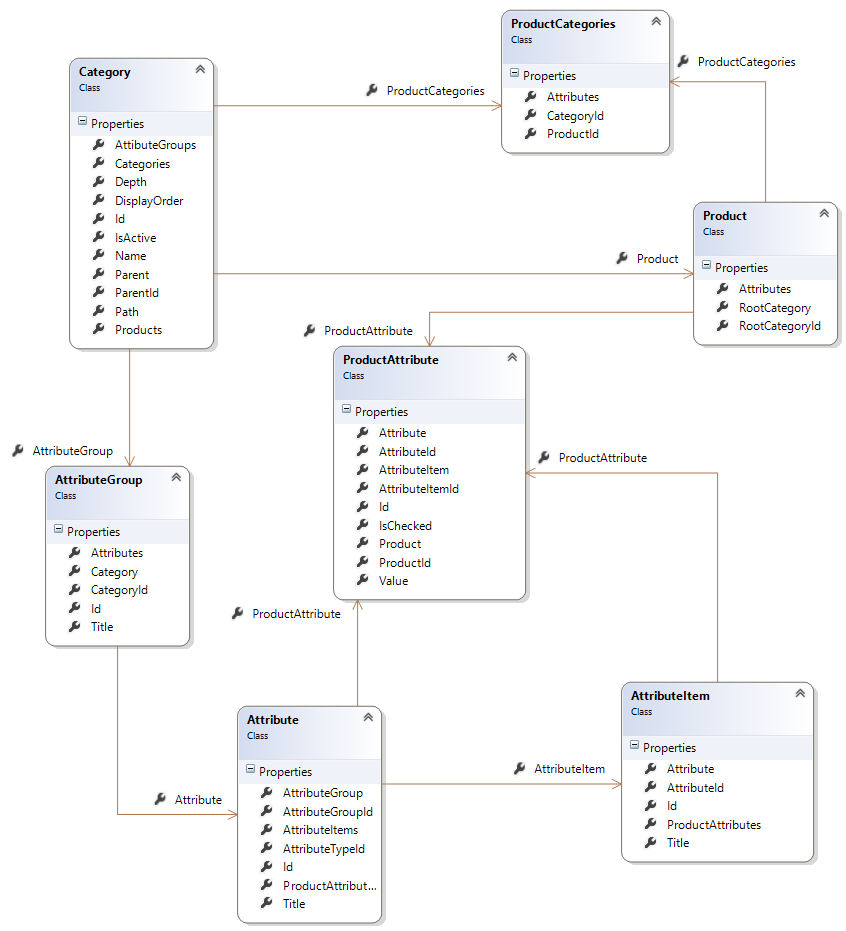 ProductCategories
Class
Properties
Attributes
CategoryId
ProductId
Category
Class
Properties
AttibuteGroups
Categories
Depth
DisplayOrder
Id
IsActive
Name
Parent
ParentId
Path
Products
ProductCategories
ProductCategories
Product
Class
Properties
Attributes
RootCategory
RootCategoryId
Product
ProductAttribute
ProductAttribute
Class
Properties
Attribute
AttributeId
AttributeItem
AttributeItemId
Id
IsChecked
Product
ProductId
Value
AttributeGroup
AttributeGroup
Class
Properties
Attributes
Category
CategoryId
Id
Title
ProductAttribute
ProductAttribute
Attribute
Attribute
Class
Properties
AttributeGroup
AttributeGroupId
AttributeItems
AttributeTypeId
Id
ProductAttribut...
Title
AttributeItem
AttributeItem
Class
Properties
Attribute
AttributeId
Id
ProductAttributes
Title